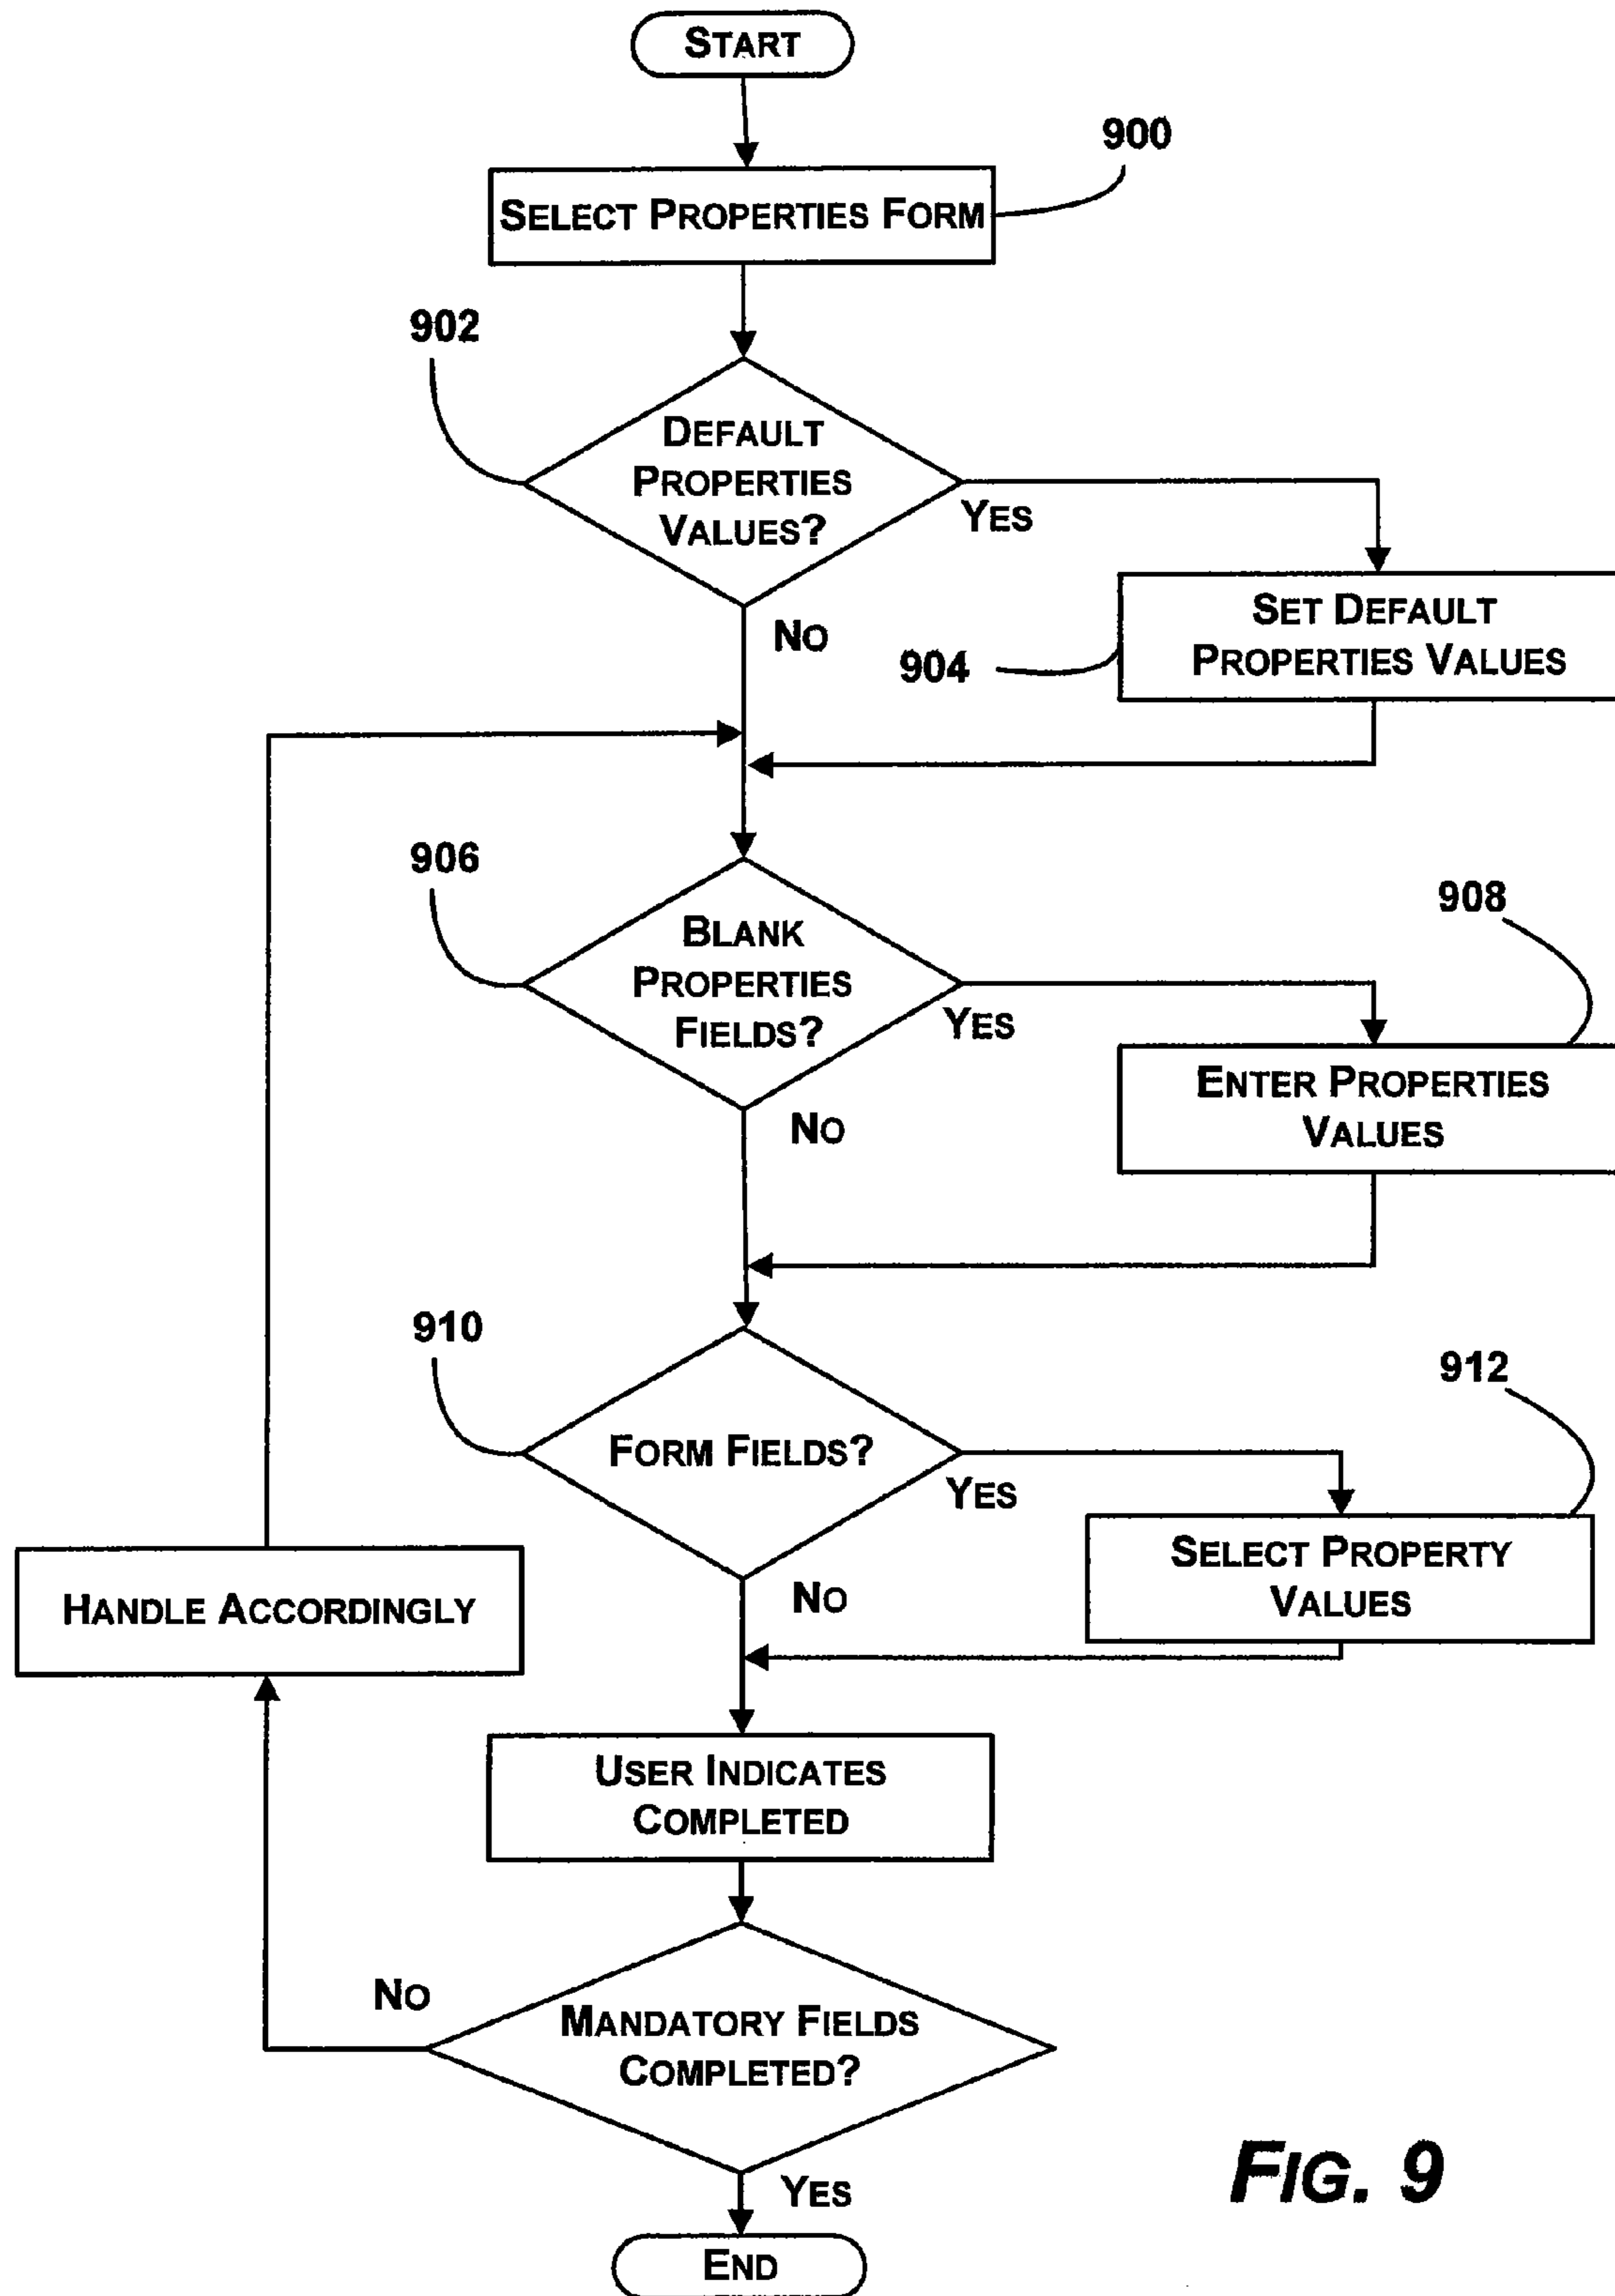 START
900
SELECT PROPERTIES FORM
902
DEFAULT
PROPERTIES
VALUES?
YES
NO
SET DEFAULT
PROPERTIES VALUES
904
906
BLANK
PROPERTIES
FIELDS?
YES
NO
908
ENTER PROPERTIES
VALUES
910
FORM FIELDS?
YES
NO
912
SELECT PROPERTY
VALUES
HANDLE ACCORDINGLY
USER INDICATES
COMPLETED
NO
MANDATORY FIELDS
COMPLETED?
YES
END
FIG. 9